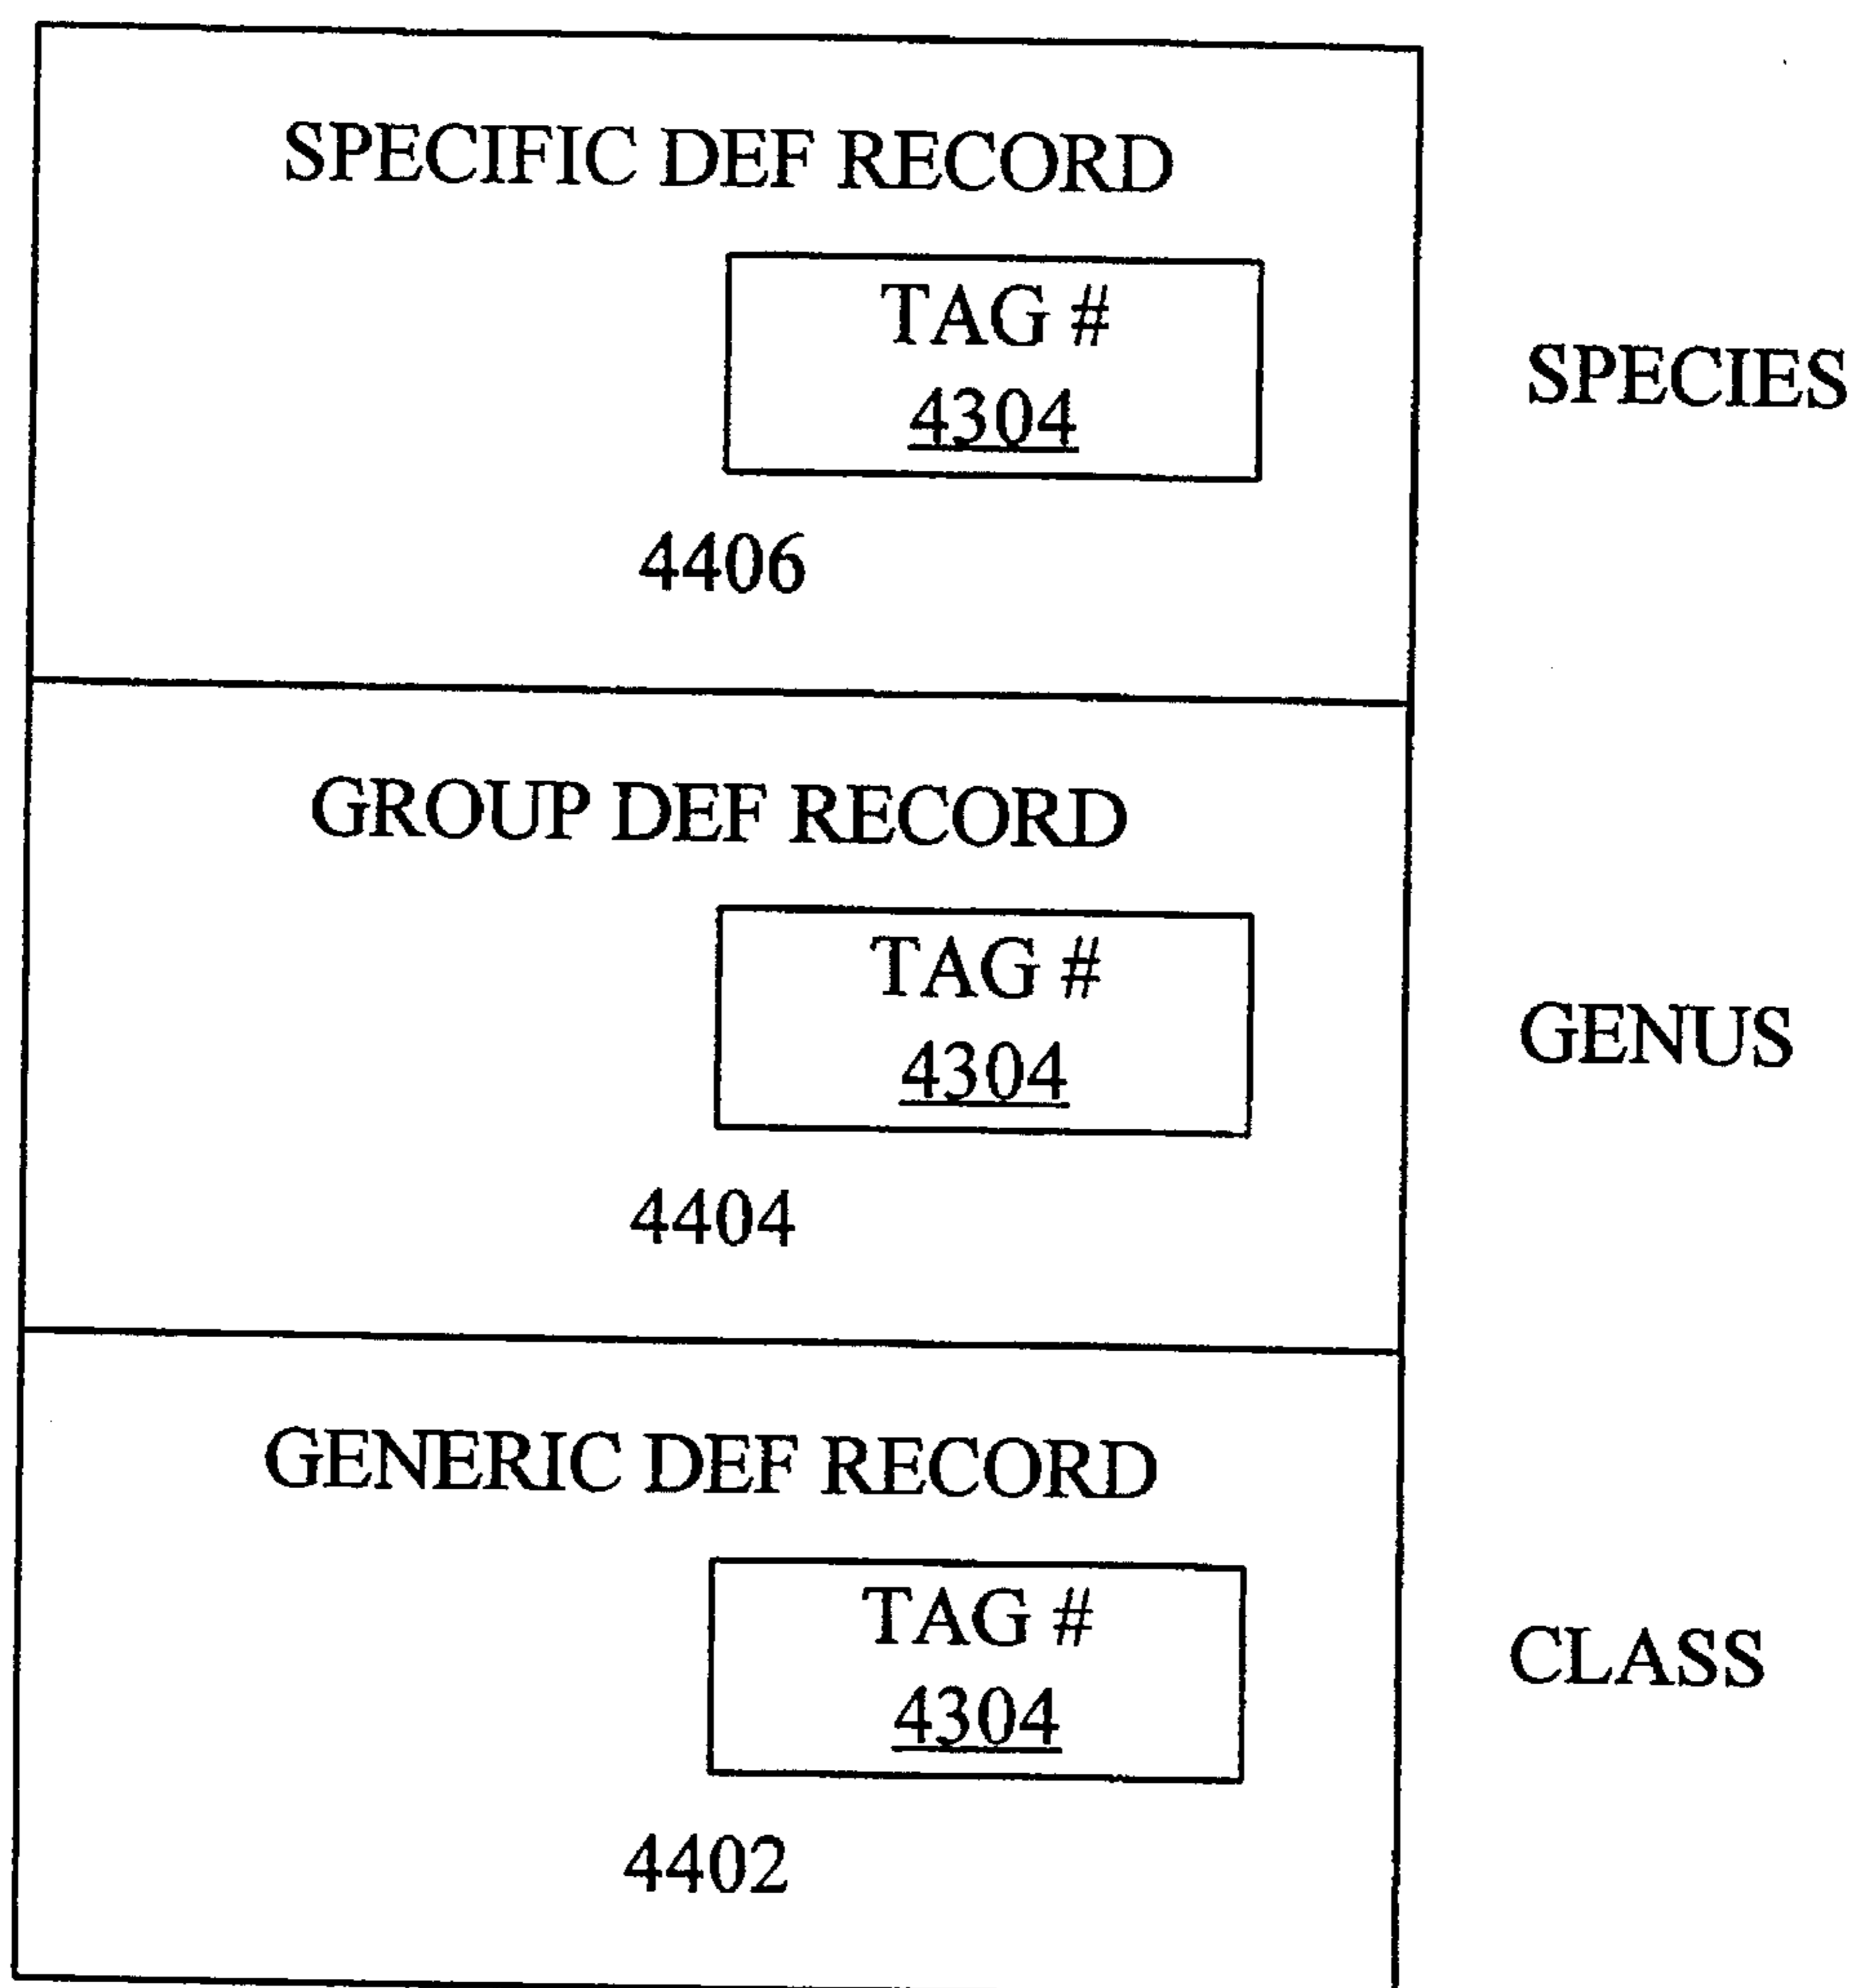 SPECIFIC DEF RECORD
TAG #
4304
SPECIES
4406
GROUP DEF RECORD
TAG #
4304
GENUS
4404
GENERIC DEF RECORD
TAG #
4304
CLASS
4402